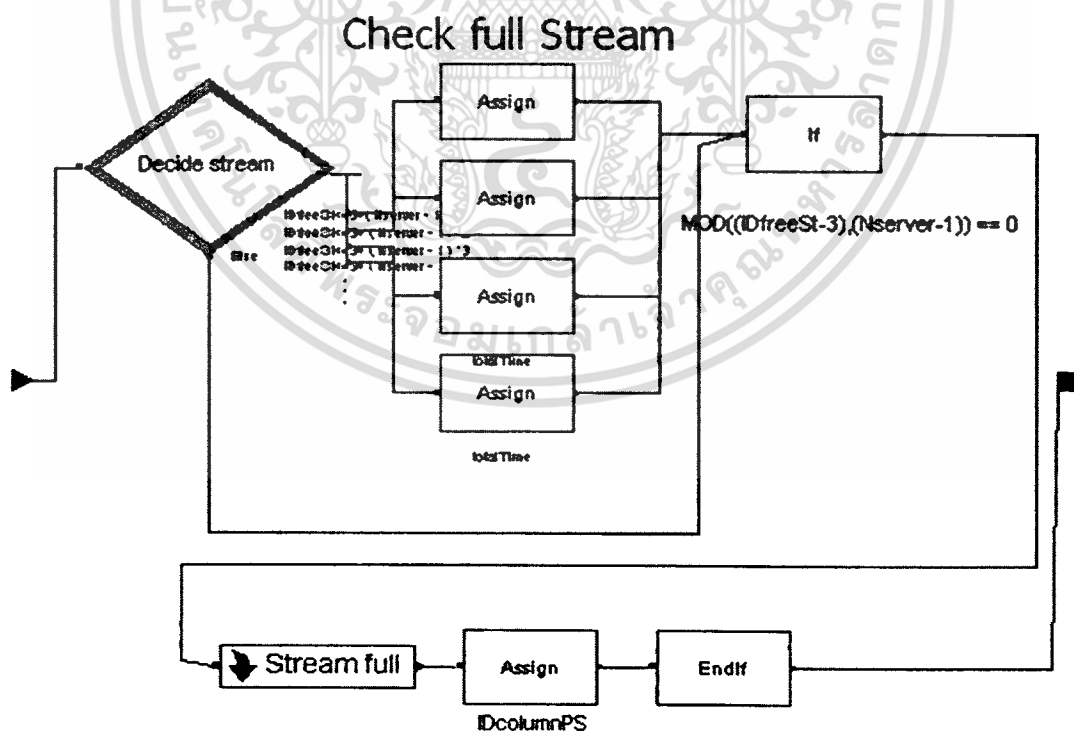 Check full Stream
Decide stream
Else
Assign
Assign
Assign
totalTime
Assign
totalTime
If
MOD((IDfreeSt-3),(Nserver-1)) == 0
Stream full
Assign
IDcolumnPS
EndIf